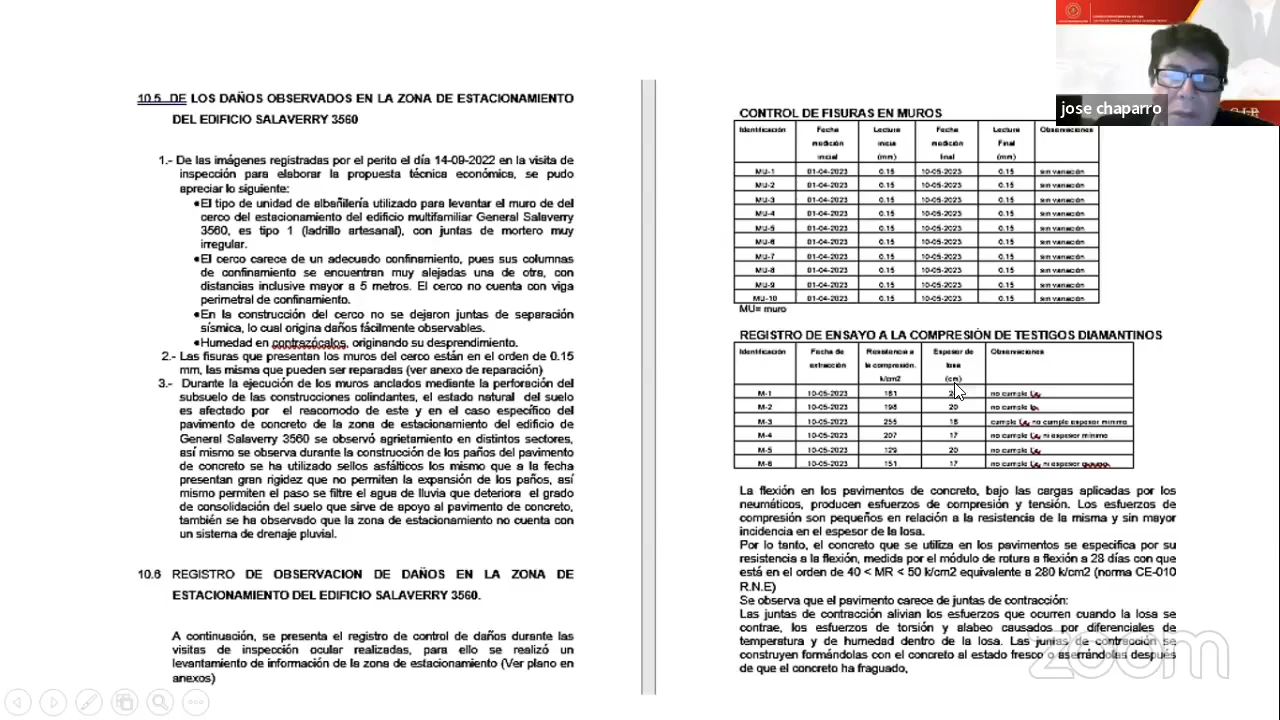 10.5 DE LOS DAÑOS OBSERVADOS EN LA ZONA DE ESTACIONAMIENTO
DEL EDIFICIO SALAVERRY 3560
1.- De las imágenes registradas por el perito el día 14-09-2022 en la visita de
inspección para elaborar la propuesta técnica económica, se pudo
apreciar lo siguiente:
•El tipo de unidad de albañilería utilizado para levantar el muro de del
cerco del estacionamiento del edificio multifamiliar General Salaverry
3560, es tipo 1 (ladrillo artesanal), con juntas de mortero muy
irregular.
•El cerco carece de un adecuado confinamiento, pues sus columnas
de confinamiento se encuentran muy alejadas una de otra, con
distancias inclusive mayor a 5 metros. El cerco no cuenta con viga
perimetral de confinamiento.
•En la construcción del cerco no se dejaron juntas de separación
sísmica, lo cual origina daños fácilmente observables.
•Humedad en contrazócalos, originando su desprendimiento.
2.- Las fisuras que presentan los muros del cerco están en el orden de 0.15
mm, las misma que pueden ser reparadas (ver anexo de reparación)
3.- Durante la ejecución de los muros anclados mediante la perforación del
subsuelo de las construcciones colindantes, el estado natural del suelo
es afectado por el reacomodo de este y en el caso específico del
pavimento de concreto de la zona de estacionamiento del edificio de
General Salaverry 3560 se observó agrietamiento en distintos sectores,
así mismo se observa durante la construcción de los paños del pavimento
de concreto se ha utilizado sellos asfálticos los mismo que a la fecha
presentan gran rigidez que no permiten la expansión de los paños, así
mismo permiten el paso se filtre el agua de lluvia que deteriora el grado
de consolidación del suelo que sirve de apoyo al pavimento de concreto,
también se ha observado que la zona de estacionamiento no cuenta con
un sistema de drenaje pluvial.
10.6 REGISTRO DE OBSERVACION DE DAÑOS EN LA ZONA DE
ESTACIONAMIENTO DEL EDIFICIO SALAVERRY 3560.
A continuación, se presenta el registro de control de daños durante las
visitas de inspección ocular realizadas, para ello se realizó un
levantamiento de información de la zona de estacionamiento (Ver plano en
anexos)
CONTROL DE FISURAS EN MUROS
Identificación Fecha medición inicial Lectura inicia (mm) Fecha medición final Lectura Final (mm) Observaciones
MU-1 01-04-2023 0.15 10-05-2023 0.15 sin variación
MU-2 01-04-2023 0.15 10-05-2023 0.15 sin variación
MU-3 01-04-2023 0.15 10-05-2023 0.15 sin variación
MU-4 01-04-2023 0.15 10-05-2023 0.15 sin variación
MU-5 01-04-2023 0.15 10-05-2023 0.15 sin variación
MU-6 01-04-2023 0.15 10-05-2023 0.15 sin variación
MU-7 01-04-2023 0.15 10-05-2023 0.15 sin variación
MU-8 01-04-2023 0.15 10-05-2023 0.15 sin variación
MU-9 01-04-2023 0.15 10-05-2023 0.15 sin variación
MU-10 01-04-2023 0.15 10-05-2023 0.15 sin variación
MU= muro
REGISTRO DE ENSAYO A LA COMPRESIÓN DE TESTIGOS DIAMANTINOS
Identificación Fecha de extracción Resistencia a la compresión. k/cm2 Espesor de losa (cm) Observaciones
M-1 10-05-2023 181 no cumple
M-2 10-05-2023 198 20 no cumple
M-3 10-05-2023 255 18 cumple no cumple espesor mínimo
M-4 10-05-2023 207 17 no cumple ni espesor mínimo
M-5 10-05-2023 129 20 no cumple
M-6 10-05-2023 151 17 no cumple ni espesor
La flexión en los pavimentos de concreto, bajo las cargas aplicadas por los
neumáticos, producen esfuerzos de compresión y tensión. Los esfuerzos de
compresión son pequeños en relación a la resistencia de la misma y sin mayor
incidencia en el espesor de la losa.
Por lo tanto, el concreto que se utiliza en los pavimentos se especifica por su
resistencia a la flexión, medida por el módulo de rotura a flexión a 28 días con que
está en el orden de 40 < MR < 50 k/cm2 equivalente a 280 k/cm2 (norma CE-010
R.N.E)
Se observa que el pavimento carece de juntas de contracción:
Las juntas de contracción alivian los esfuerzos que ocurren cuando la losa se
contrae, los esfuerzos de torsión y alabeo causados por diferenciales de
temperatura y de humedad dentro de la losa. Las juntas de contracción se
construyen formándolas con el concreto al estado fresco o aserrándolas después
de que el concreto ha fraguado,
jose chaparro
zoom